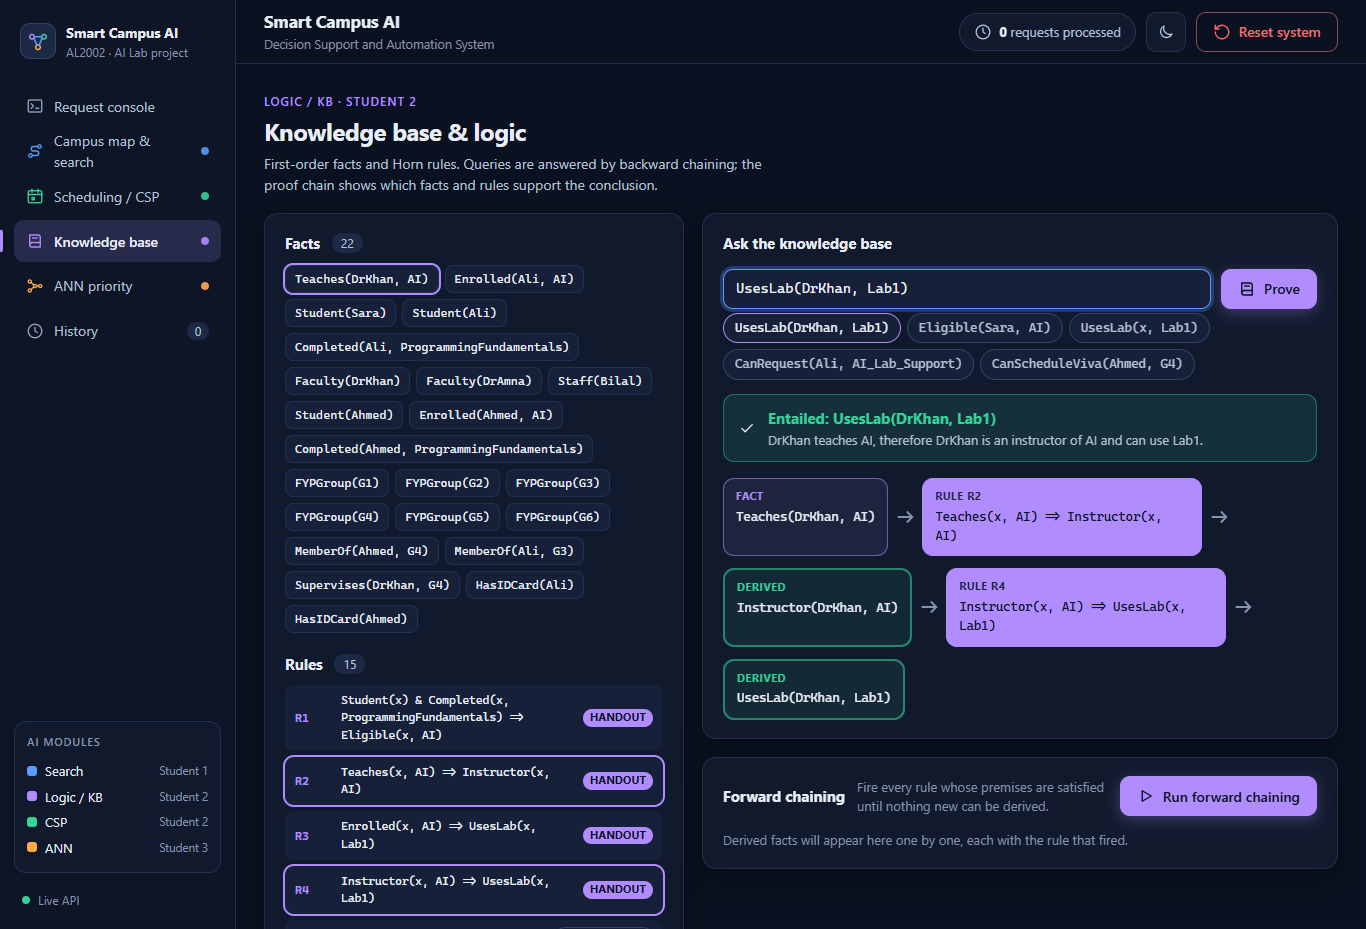 Smart Campus AI
AL2002 · AI Lab project
Request console
Campus map &
search
Scheduling / CSP
Knowledge base
ANN priority
History
0
AI MODULES
Search
Student 1
Logic / KB
Student 2
CSP
Student 2
ANN
Student 3
Live API
Smart Campus AI
Decision Support and Automation System
0 requests processed
Reset system
LOGIC / KB · STUDENT 2
Knowledge base & logic
First-order facts and Horn rules. Queries are answered by backward chaining; the
proof chain shows which facts and rules support the conclusion.
Facts 22
Teaches(DrKhan, AI)
Enrolled(Ali, AI)
Student(Sara)
Student(Ali)
Completed(Ali, ProgrammingFundamentals)
Faculty(DrKhan)
Faculty(DrAmna)
Staff(Bilal)
Student(Ahmed)
Enrolled(Ahmed, AI)
Completed(Ahmed, ProgrammingFundamentals)
FYPGroup(G1)
FYPGroup(G2)
FYPGroup(G3)
FYPGroup(G4)
FYPGroup(G5)
FYPGroup(G6)
MemberOf(Ahmed, G4)
MemberOf(Ali, G3)
Supervises(DrKhan, G4)
HasIDCard(Ali)
HasIDCard(Ahmed)
Rules 15
R1
Student(x) & Completed(x,
ProgrammingFundamentals) ⇒
Eligible(x, AI)
HANDOUT
R2
Teaches(x, AI) ⇒ Instructor(x,
AI)
HANDOUT
R3
Enrolled(x, AI) ⇒ UsesLab(x,
Lab1)
HANDOUT
R4
Instructor(x, AI) ⇒ UsesLab(x,
Lab1)
HANDOUT
Ask the knowledge base
UsesLab(DrKhan, Lab1)
Prove
UsesLab(DrKhan, Lab1)
Eligible(Sara, AI)
UsesLab(x, Lab1)
CanRequest(Ali, AI_Lab_Support)
CanScheduleViva(Ahmed, G4)
Entailed: UsesLab(DrKhan, Lab1)
DrKhan teaches AI, therefore DrKhan is an instructor of AI and can use Lab1.
FACT
Teaches(DrKhan, AI)
→
RULE R2
Teaches(x, AI) ⇒ Instructor(x,
AI)
→
DERIVED
Instructor(DrKhan, AI)
→
RULE R4
Instructor(x, AI) ⇒ UsesLab(x,
Lab1)
→
DERIVED
UsesLab(DrKhan, Lab1)
Forward chaining
Fire every rule whose premises are satisfied
until nothing new can be derived.
Run forward chaining
Derived facts will appear here one by one, each with the rule that fired.